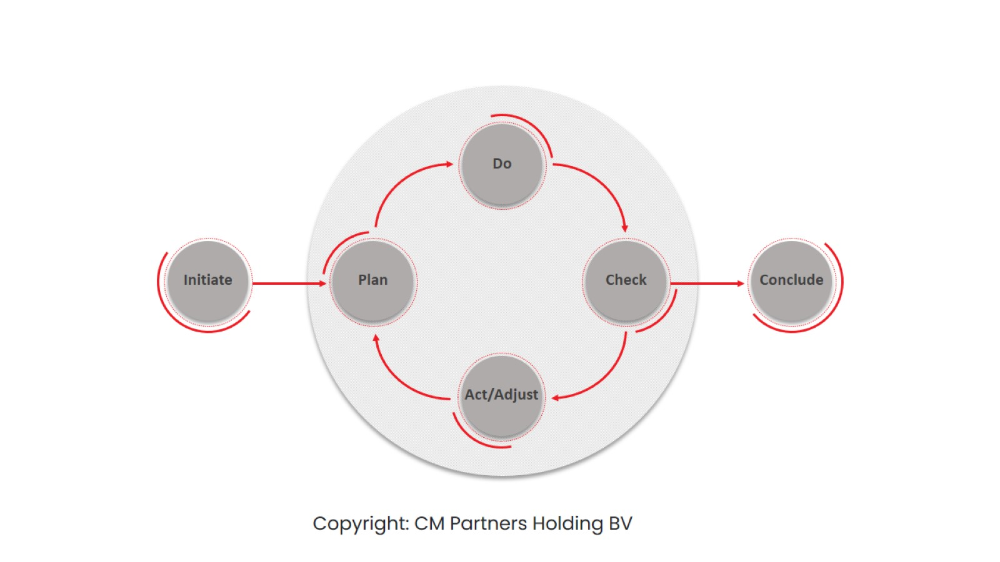 Do
Initiate
Plan
Check
Conclude
Act/Adjust
Copyright: CM Partners Holding BV